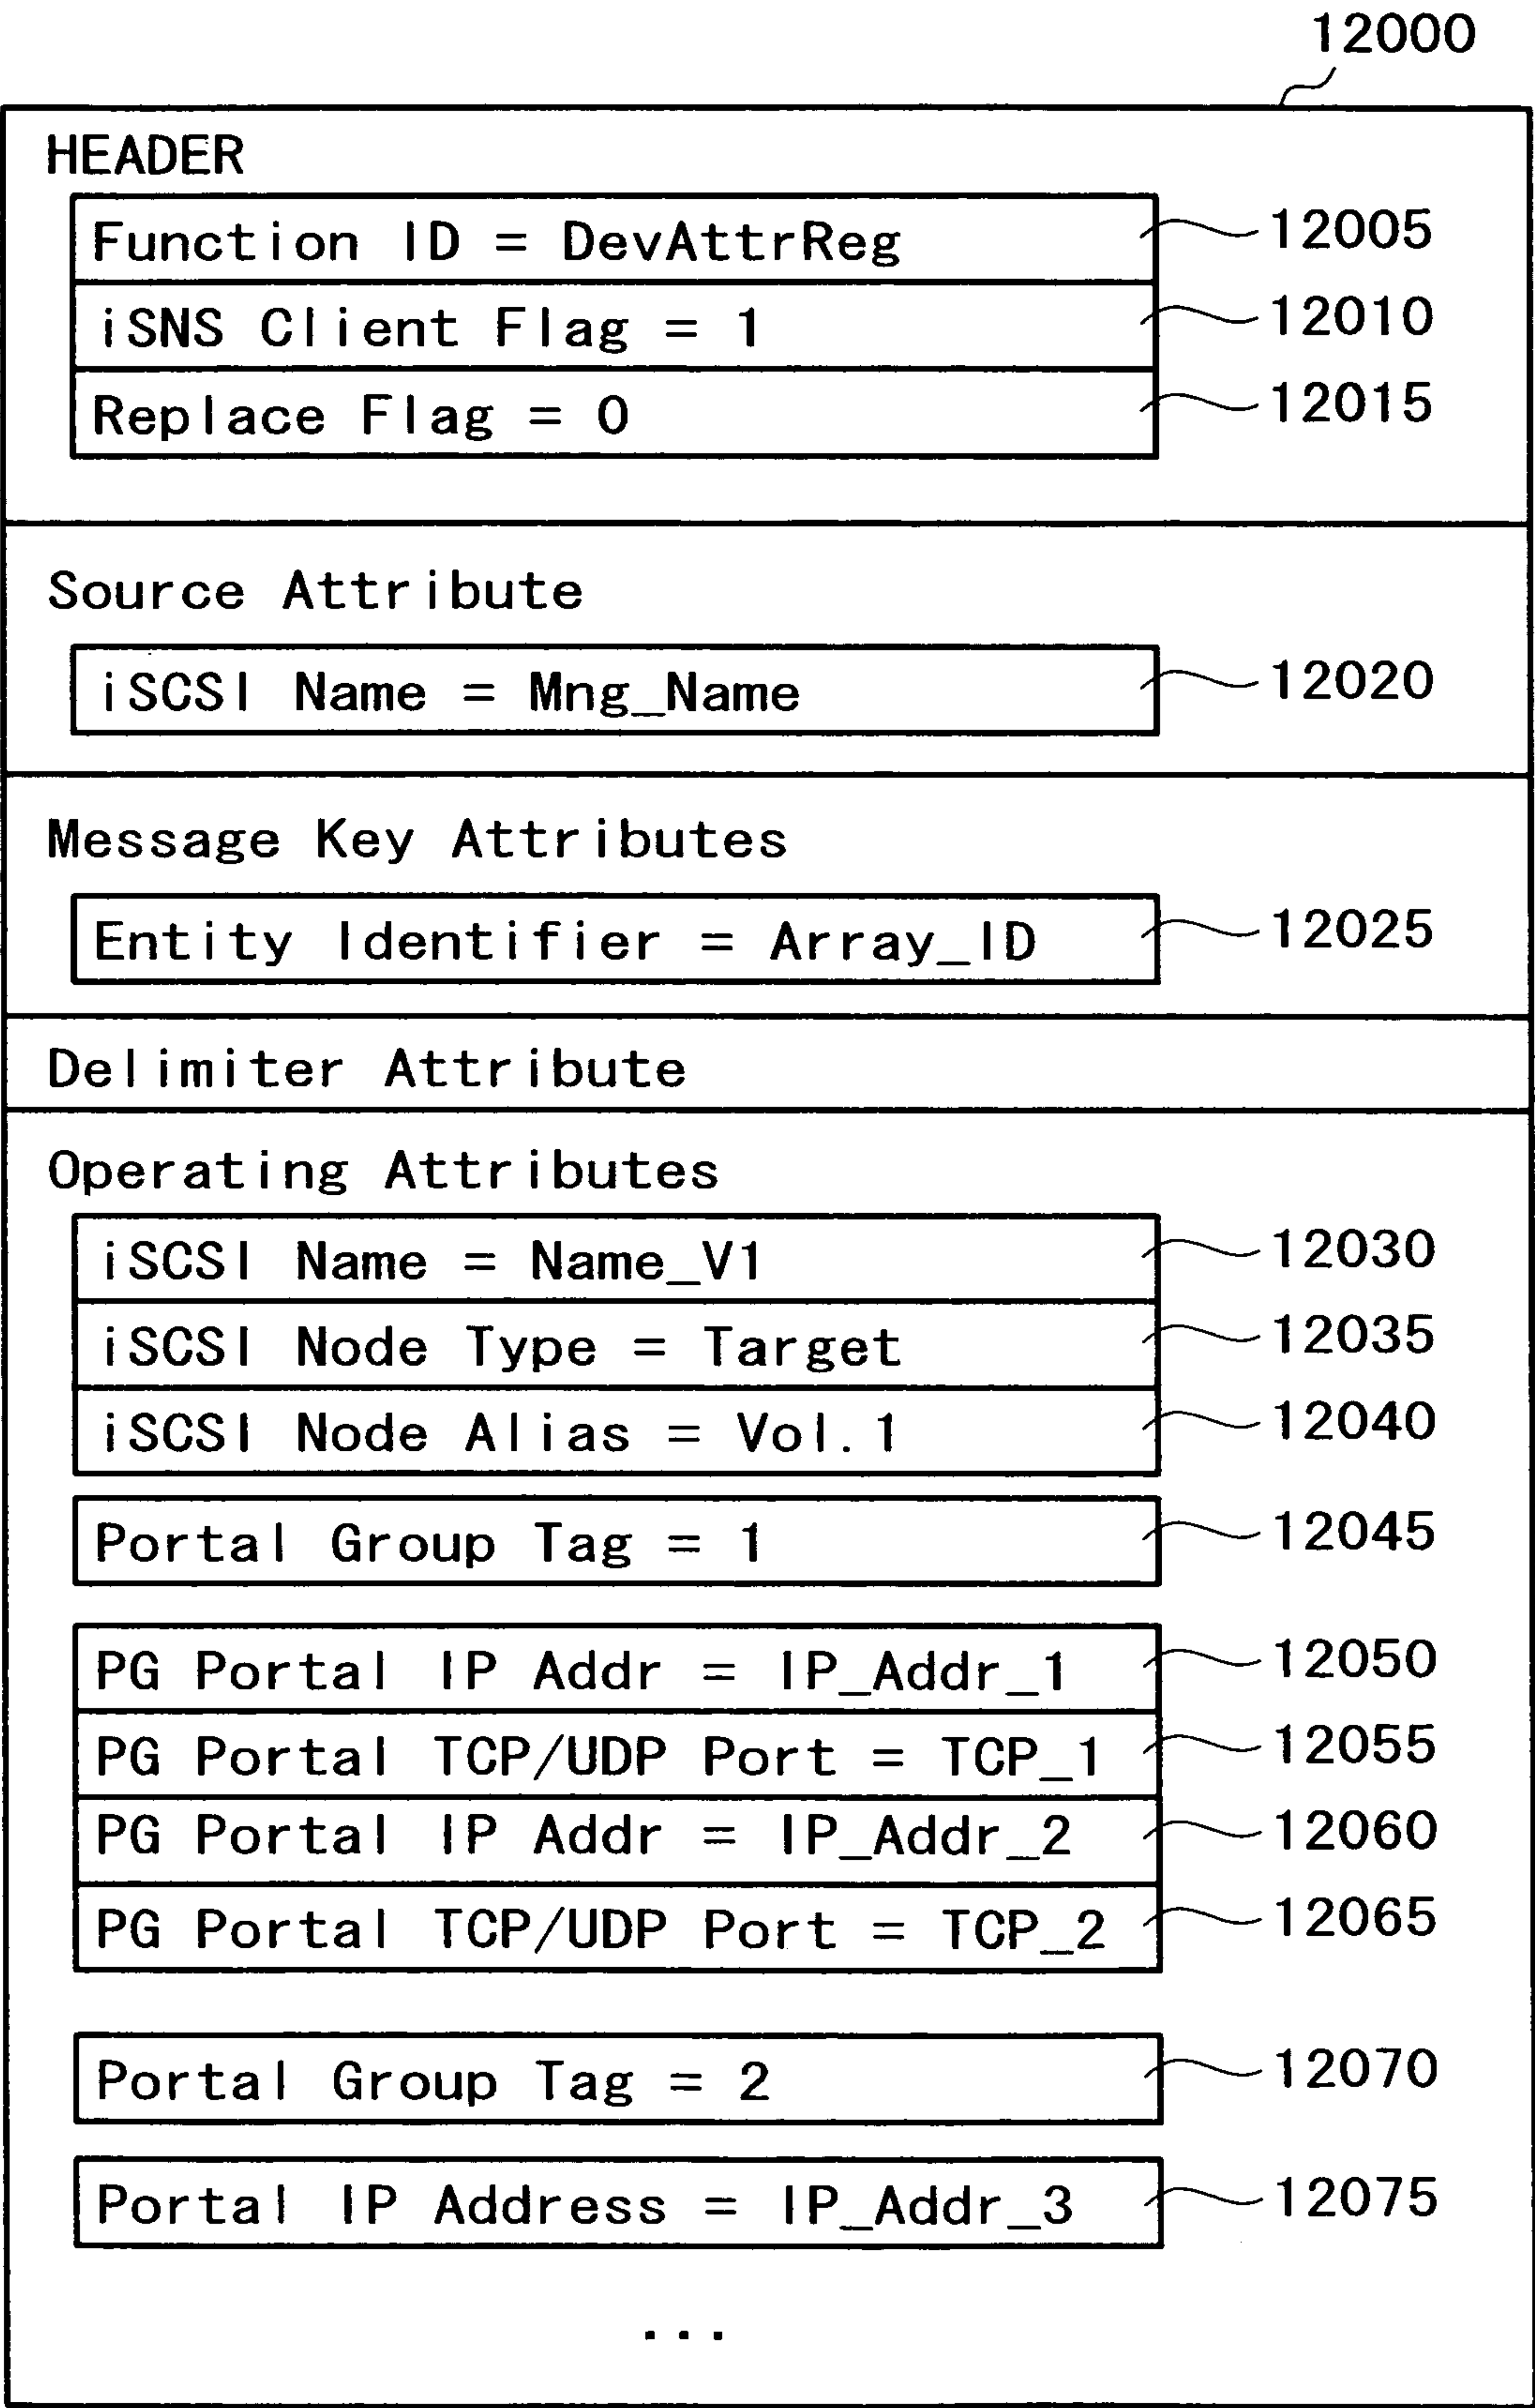 12000
HEADER
Function ID = DevAttrReg 12005
iSNS Client Flag = 1 12010
Replace Flag = 0 12015
Source Attribute
iSCSI Name = Mng_Name 12020
Message Key Attributes
Entity Identifier = Array_ID 12025
Delimiter Attribute
Operating Attributes
iSCSI Name = Name_V1 12030
iSCSI Node Type = Target 12035
iSCSI Node Alias = Vol.1 12040
Portal Group Tag = 1 12045
PG Portal IP Addr = IP_Addr_1 12050
PG Portal TCP/UDP Port = TCP_1 12055
PG Portal IP Addr = IP_Addr_2 12060
PG Portal TCP/UDP Port = TCP_2 12065
Portal Group Tag = 2 12070
Portal IP Address = IP_Addr_3 12075
...